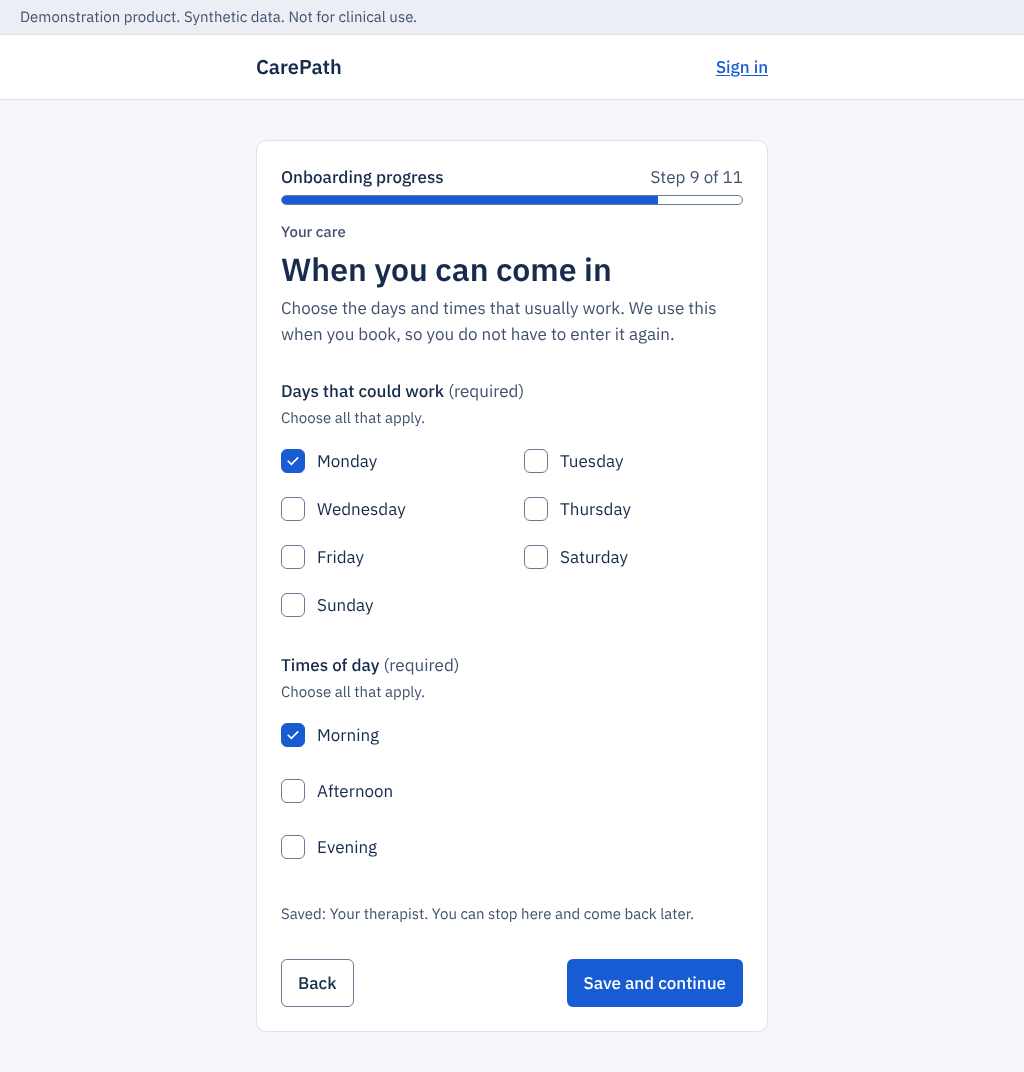 Demonstration product. Synthetic data. Not for clinical use.
CarePath
Sign in
Onboarding progress
Step 9 of 11
Your care
When you can come in
Choose the days and times that usually work. We use this
when you book, so you do not have to enter it again.
Days that could work (required)
Choose all that apply.
Monday
Tuesday
Wednesday
Thursday
Friday
Saturday
Sunday
Times of day (required)
Choose all that apply.
Morning
Afternoon
Evening
Saved: Your therapist. You can stop here and come back later.
Back
Save and continue